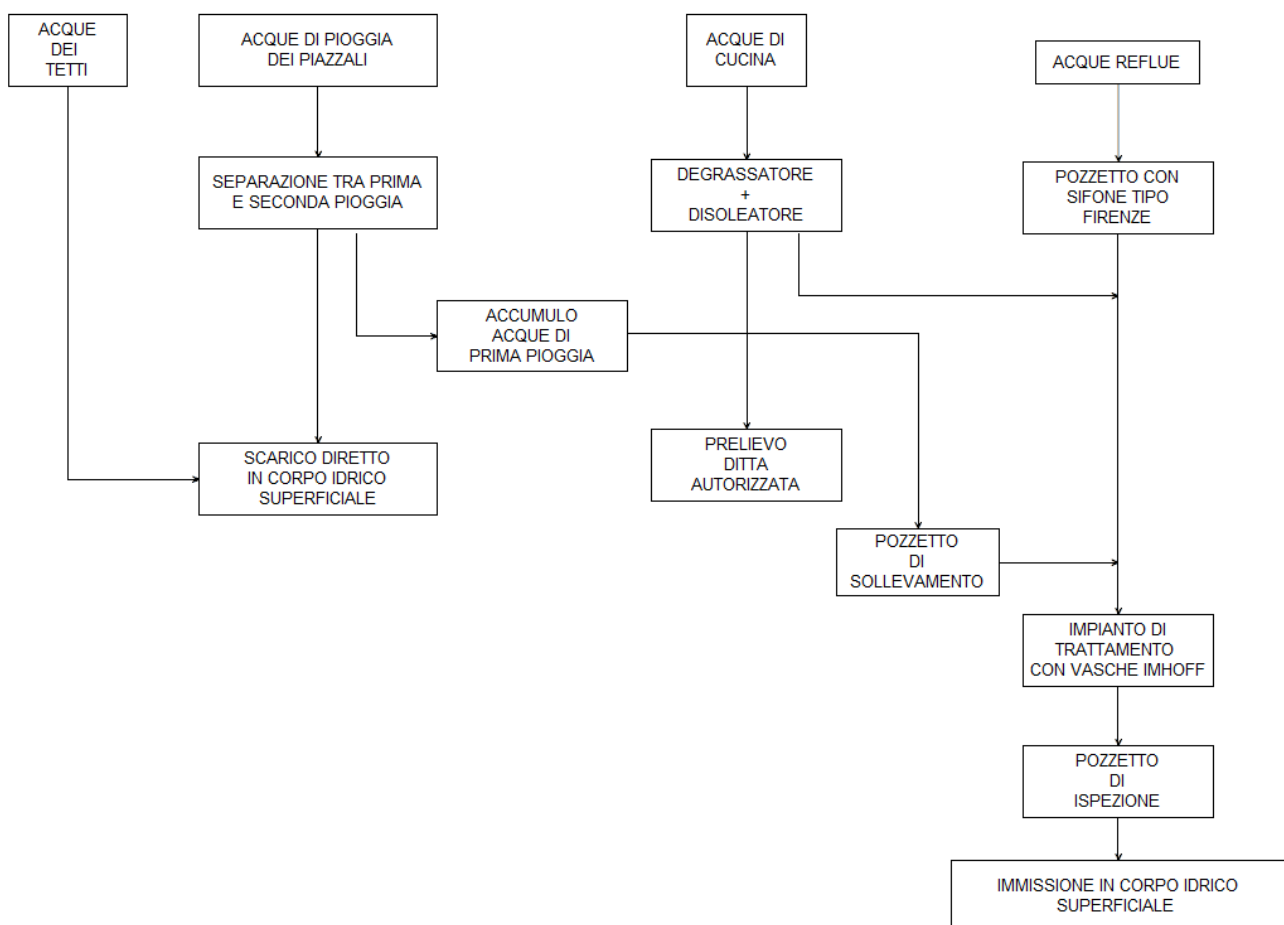 ACQUE
DEI
TETTI
ACQUE DI PIOGGIA
DEI PIAZZALI
ACQUE DI
CUCINA
ACQUE REFLUE
SEPARAZIONE TRA PRIMA
E SECONDA PIOGGIA
DEGRASSATORE
+
DISOLEATORE
POZZETTO CON
SIFONE TIPO
FIRENZE
ACCUMULO
ACQUE DI
PRIMA PIOGGIA
SCARICO DIRETTO
IN CORPO IDRICO
SUPERFICIALE
PRELIEVO
DITTA
AUTORIZZATA
POZZETTO
DI
SOLLEVAMENTO
IMPIANTO DI
TRATTAMENTO
CON VASCHE IMHOFF
POZZETTO
DI
ISPEZIONE
IMMISSIONE IN CORPO IDRICO
SUPERFICIALE